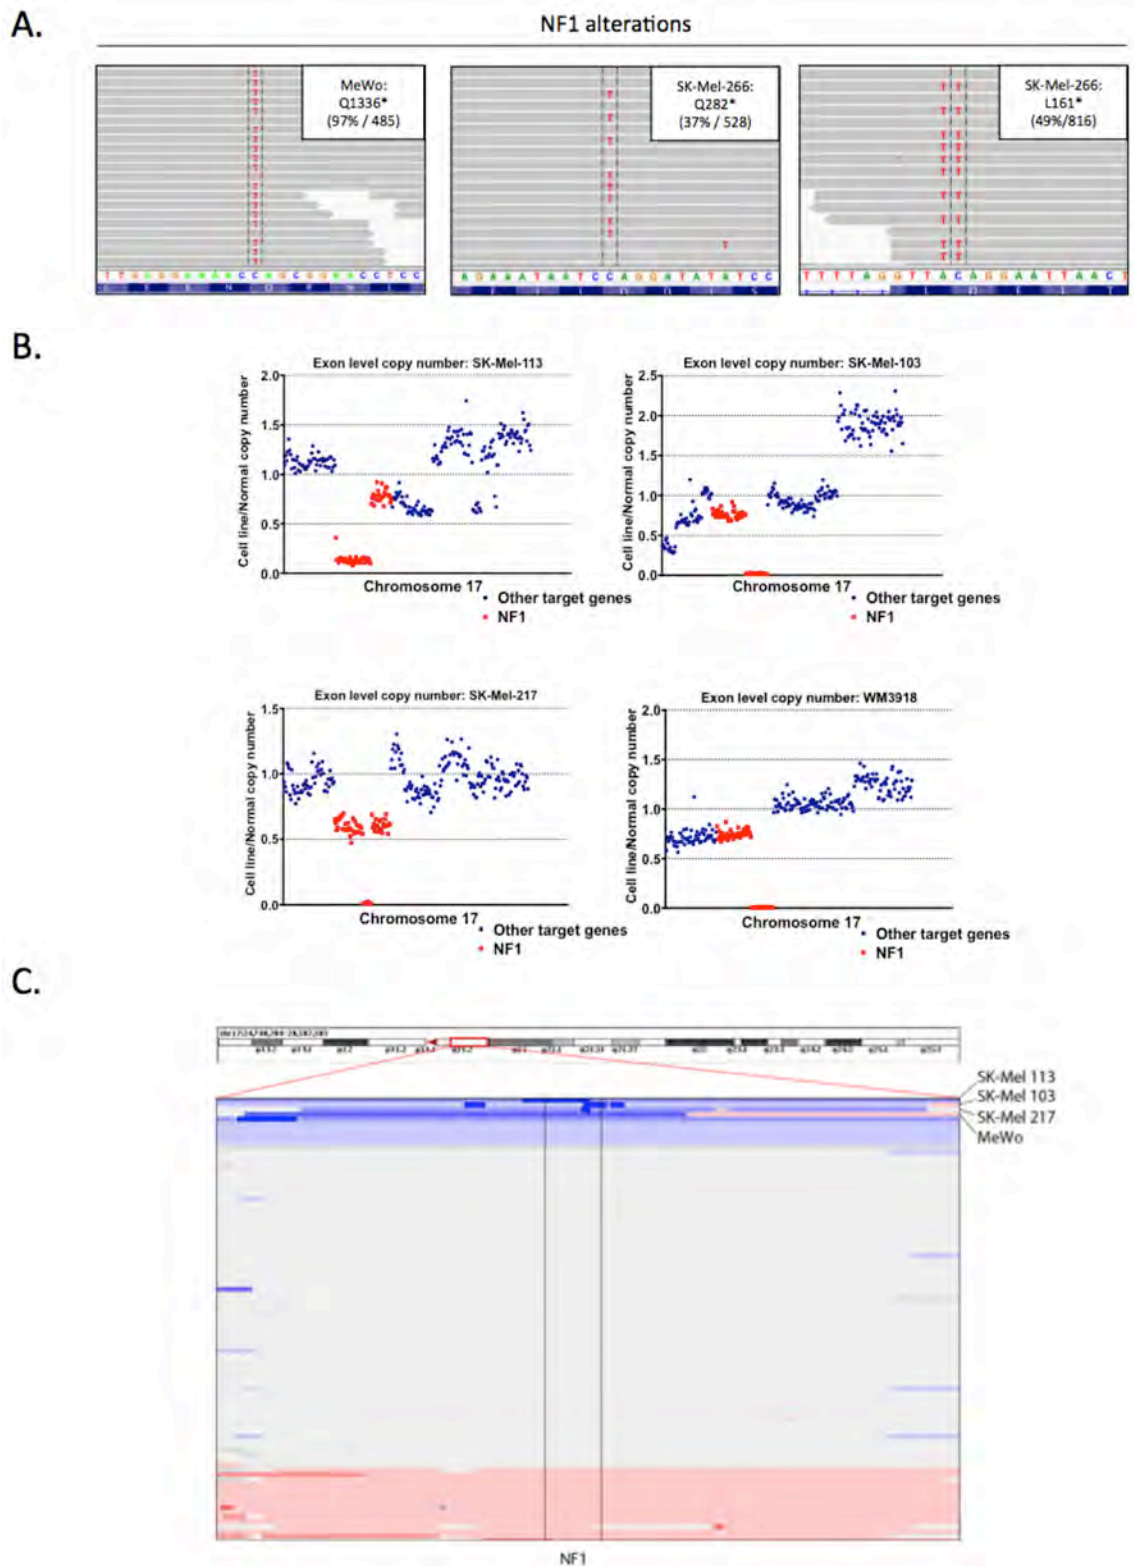 A.
NF1 alterations
MeWo:
Q1336*
(97% / 485)
SK-Mel-266:
Q282*
(37% / 528)
SK-Mel-266:
L161*
(49%/816)
AGAAATAATCCAGGATATATCC
TTTTAGGTTACAGGAATTAACT
B.
Exon level copy number: SK-Mel-113
Cell line/Normal copy number
2.0
1.5
1.0
0.5
0.0
Chromosome 17
Other target genes
NF1
Exon level copy number: SK-Mel-103
Cell line/Normal copy number
2.5
2.0
1.5
1.0
0.5
0.0
Chromosome 17
Other target genes
NF1
Exon level copy number: SK-Mel-217
Cell line/Normal copy number
1.5
1.0
0.5
0.0
Chromosome 17
Other target genes
NF1
Exon level copy number: WM3918
Cell line/Normal copy number
2.0
1.5
1.0
0.5
0.0
Chromosome 17
Other target genes
NF1
C.
SK-Mel 113
SK-Mel 103
SK-Mel 217
MeWo
NF1